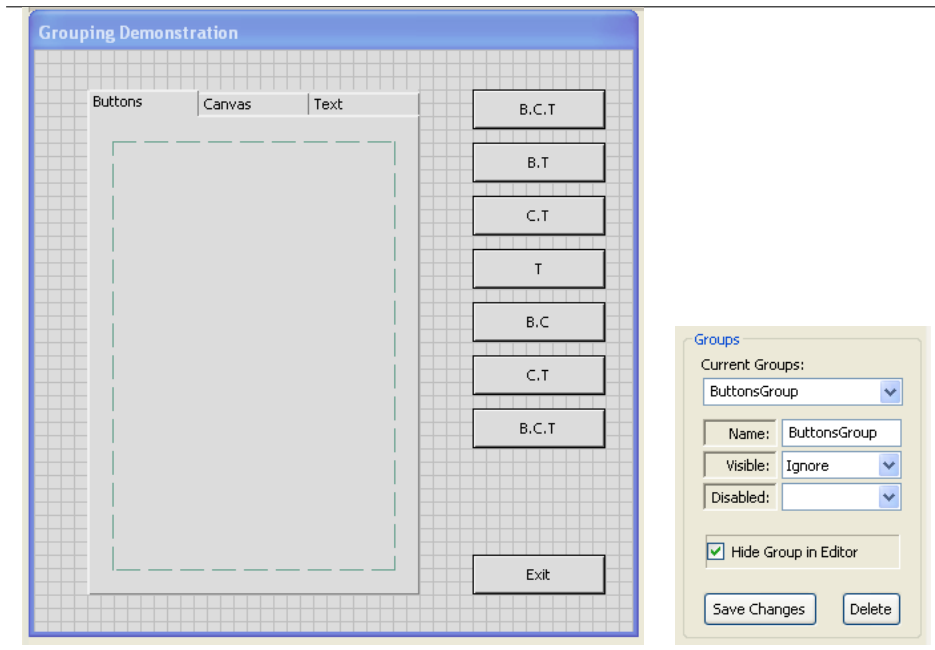 Grouping Demonstration
Buttons Canvas Text
B.C.T
B.T
C.T
T
B.C
C.T
B.C.T
Exit
Groups
Current Groups:
ButtonsGroup
Name: ButtonsGroup
Visible: Ignore
Disabled:
Hide Group in Editor
Save Changes Delete